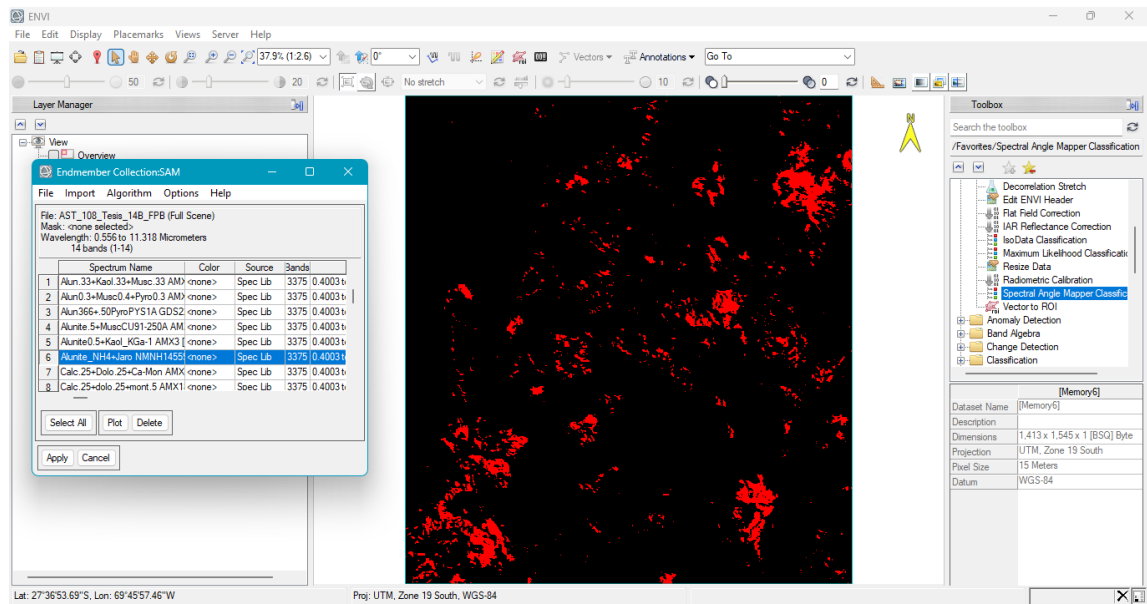 ENVI
File Edit Display Placemarks Views Server Help
37.9% (1:2.6) 0° Vectors Annotations Go To
50 20 No stretch 10 0
Layer Manager
View
Overview
Endmember Collection:SAM
File Import Algorithm Options Help
File: AST_108_Tesis_14B_FPB (Full Scene)
Mask: <none selected>
Wavelength: 0.556 to 11.318 Micrometers
14 bands (1-14)
Spectrum Name Color Source Bands
1 Alun.33+Kaol.33+Musc.33 AMX <none> Spec Lib 3375 0.4003 t
2 Alun0.3+Musc0.4+Pyro0.3 AMX <none> Spec Lib 3375 0.4003 t
3 Alun366+.50PyroPYS1A GDS2 <none> Spec Lib 3375 0.4003 t
4 Alunite.5+MuscCU91-250A AM <none> Spec Lib 3375 0.4003 t
5 Alunite0.5+Kaol_KGa-1 AMX3 [ <none> Spec Lib 3375 0.4003 t
6 Alunite_NH4+Jaro NMNH1455 <none> Spec Lib 3375 0.4003 t
7 Calc.25+Dolo.25+Ca-Mon AMX <none> Spec Lib 3375 0.4003 t
8 Calc.25+dolo.25+mont.5 AMX1 <none> Spec Lib 3375 0.4003 t
Select All Plot Delete
Apply Cancel
N
Toolbox
Search the toolbox
/Favorites/Spectral Angle Mapper Classification
Decorrelation Stretch
Edit ENVI Header
Flat Field Correction
IAR Reflectance Correction
IsoData Classification
Maximum Likelihood Classificati
Resize Data
Radiometric Calibration
Spectral Angle Mapper Classific
Vector to ROI
Anomaly Detection
Band Algebra
Change Detection
Classification
[Memory6]
Dataset Name [Memory6]
Description
Dimensions 1,413 x 1,545 x 1 [BSQ] Byte
Projection UTM, Zone 19 South
Pixel Size 15 Meters
Datum WGS-84
Lat: 27°36'53.69"S, Lon: 69°45'57.46"W Proj: UTM, Zone 19 South, WGS-84